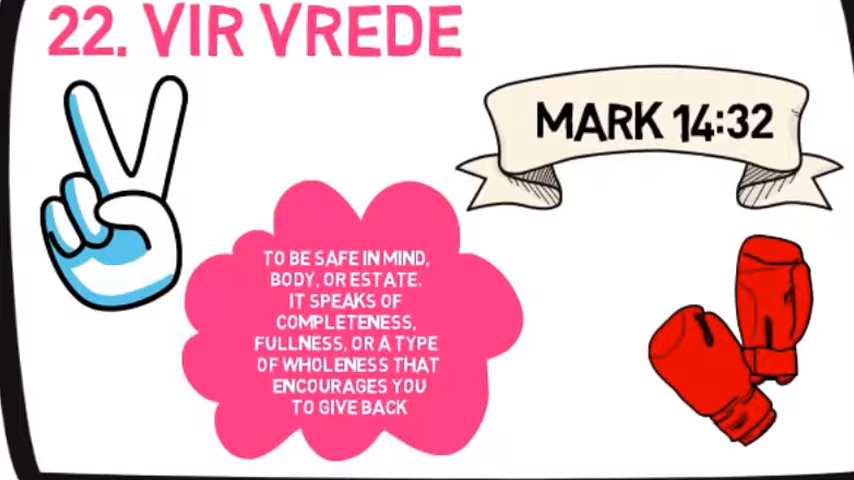 22. VIR VREDE
MARK 14:32
TO BE SAFE IN MIND,
BODY, OR ESTATE.
IT SPEAKS OF
COMPLETENESS,
FULLNESS, OR A TYPE
OF WHOLENESS THAT
ENCOURAGES YOU
TO GIVE BACK